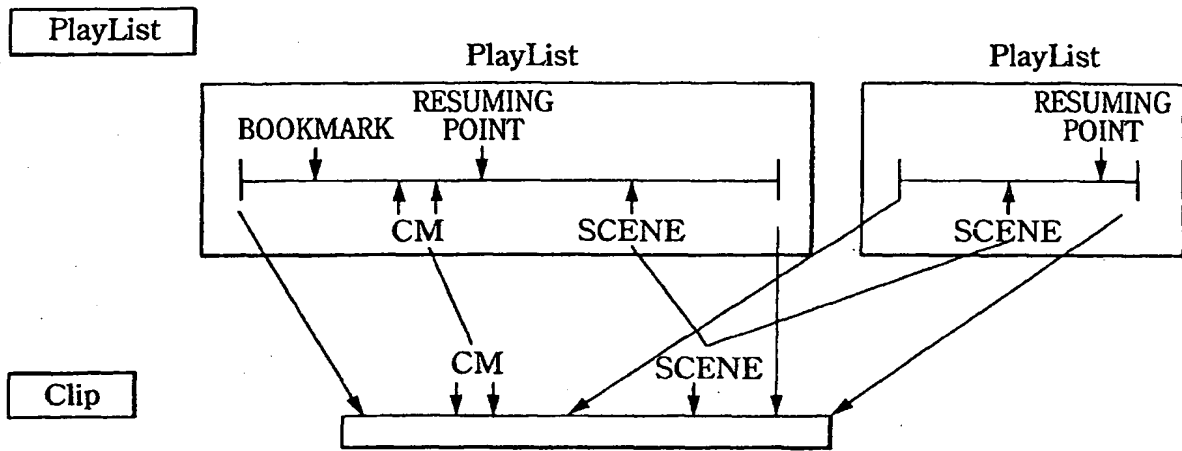 PlayList
PlayList
PlayList
RESUMING
POINT
BOOKMARK
CM
SCENE
RESUMING
POINT
SCENE
CM
SCENE
Clip